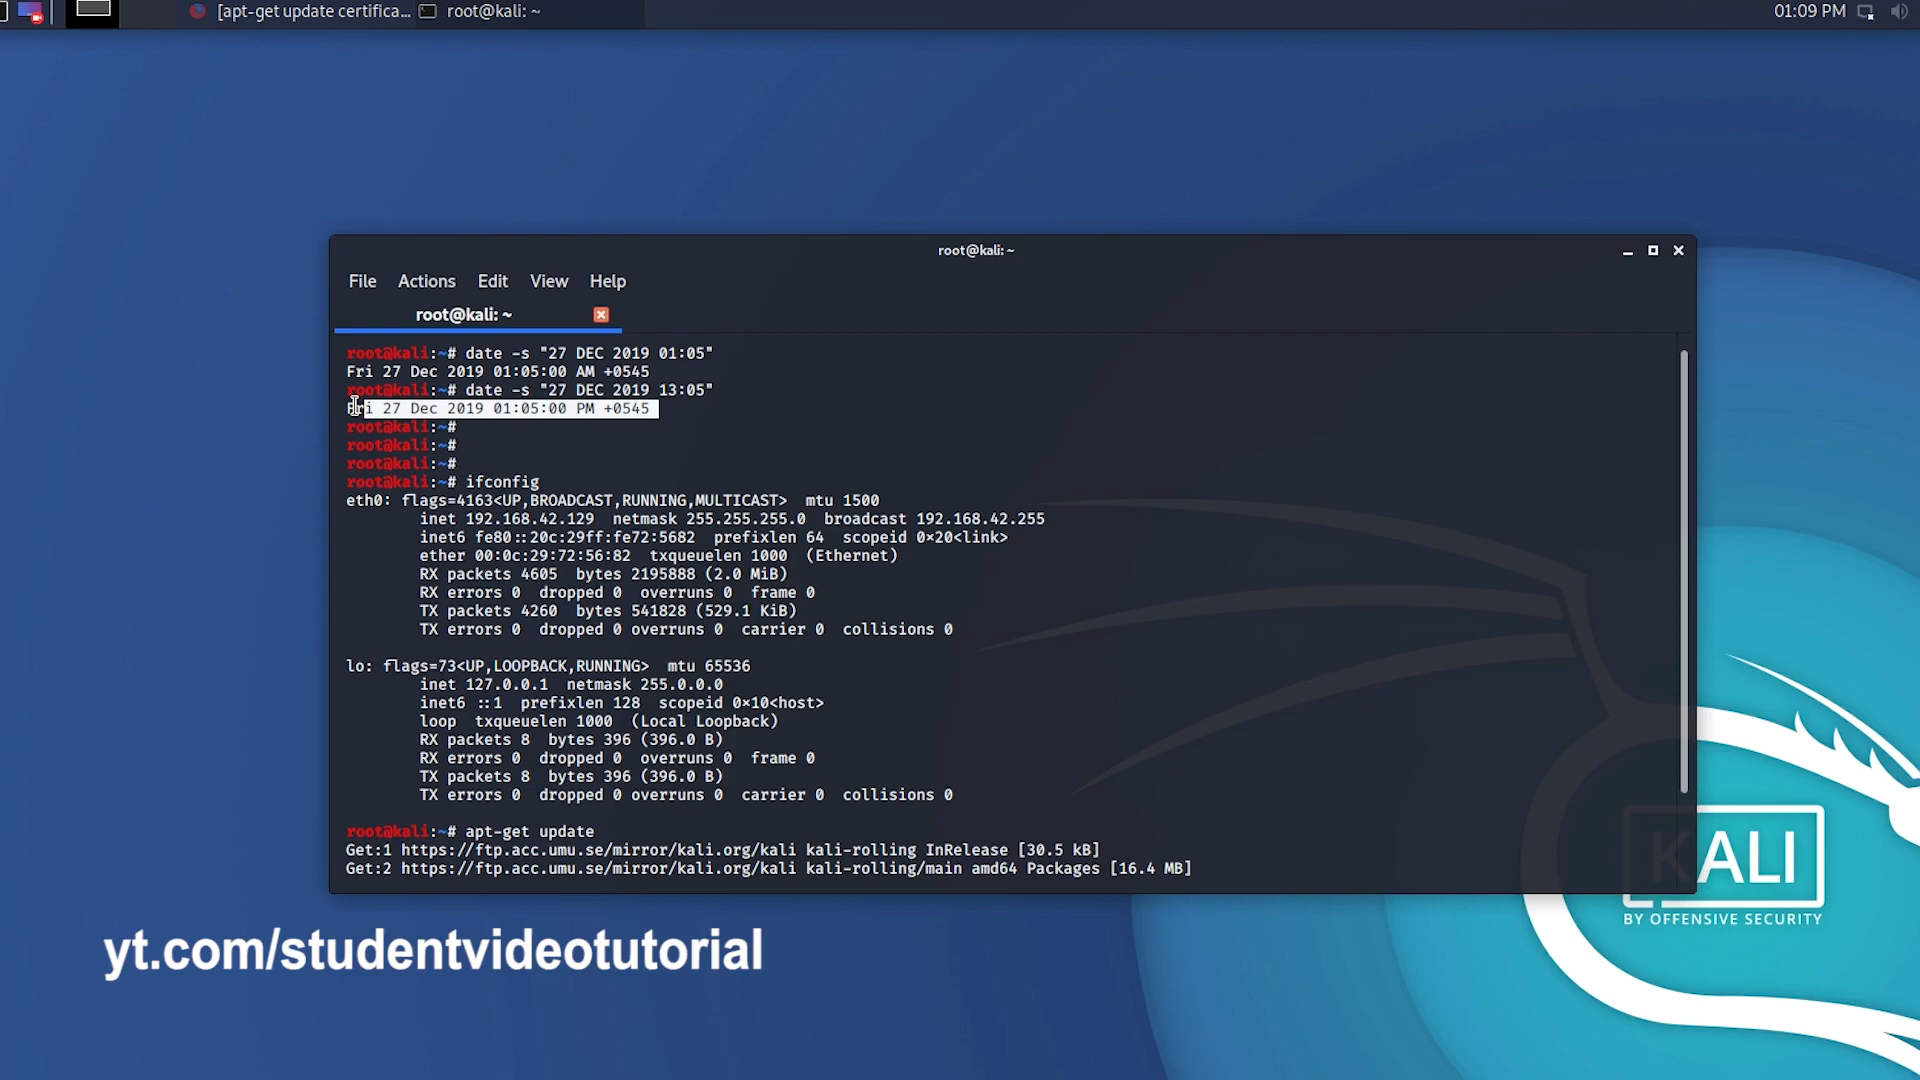 [apt-get update certifica... root@kali: ~ 01:09 PM
root@kali: ~
File Actions Edit View Help
root@kali: ~
root@kali:~# date -s "27 DEC 2019 01:05"
Fri 27 Dec 2019 01:05:00 AM +0545
root@kali:~# date -s "27 DEC 2019 13:05"
Fri 27 Dec 2019 01:05:00 PM +0545
root@kali:~#
root@kali:~#
root@kali:~#
root@kali:~# ifconfig
eth0: flags=4163<UP,BROADCAST,RUNNING,MULTICAST>  mtu 1500
        inet 192.168.42.129  netmask 255.255.255.0  broadcast 192.168.42.255
        inet6 fe80::20c:29ff:fe72:5682  prefixlen 64  scopeid 0×20<link>
        ether 00:0c:29:72:56:82  txqueuelen 1000  (Ethernet)
        RX packets 4605  bytes 2195888 (2.0 MiB)
        RX errors 0  dropped 0  overruns 0  frame 0
        TX packets 4260  bytes 541828 (529.1 KiB)
        TX errors 0  dropped 0 overruns 0  carrier 0  collisions 0
lo: flags=73<UP,LOOPBACK,RUNNING>  mtu 65536
        inet 127.0.0.1  netmask 255.0.0.0
        inet6 ::1  prefixlen 128  scopeid 0×10<host>
        loop  txqueuelen 1000  (Local Loopback)
        RX packets 8  bytes 396 (396.0 B)
        RX errors 0  dropped 0  overruns 0  frame 0
        TX packets 8  bytes 396 (396.0 B)
        TX errors 0  dropped 0 overruns 0  carrier 0  collisions 0
root@kali:~# apt-get update
Get:1 https://ftp.acc.umu.se/mirror/kali.org/kali kali-rolling InRelease [30.5 kB]
Get:2 https://ftp.acc.umu.se/mirror/kali.org/kali kali-rolling/main amd64 Packages [16.4 MB]
KALI
BY OFFENSIVE SECURITY
yt.com/studentvideotutorial